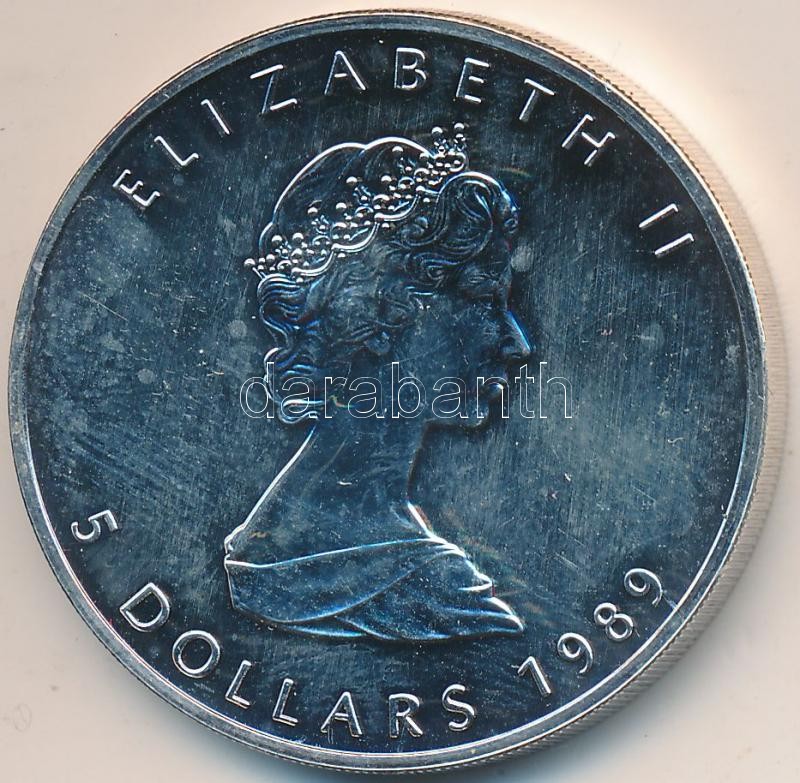 ELIZABETH II
darabanth
5 DOLLARS 1989